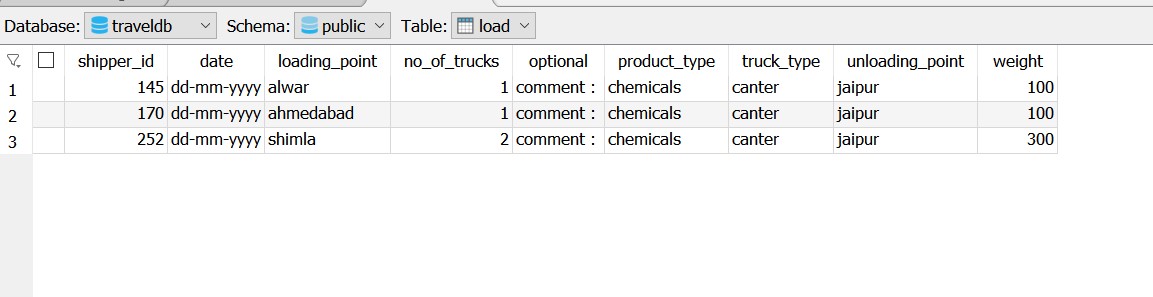 Database: traveldb Schema: public Table: load
shipper_id date loading_point no_of_trucks optional product_type truck_type unloading_point weight
1 145 dd-mm-yyyy alwar 1 comment : chemicals canter jaipur 100
2 170 dd-mm-yyyy ahmedabad 1 comment : chemicals canter jaipur 100
3 252 dd-mm-yyyy shimla 2 comment : chemicals canter jaipur 300